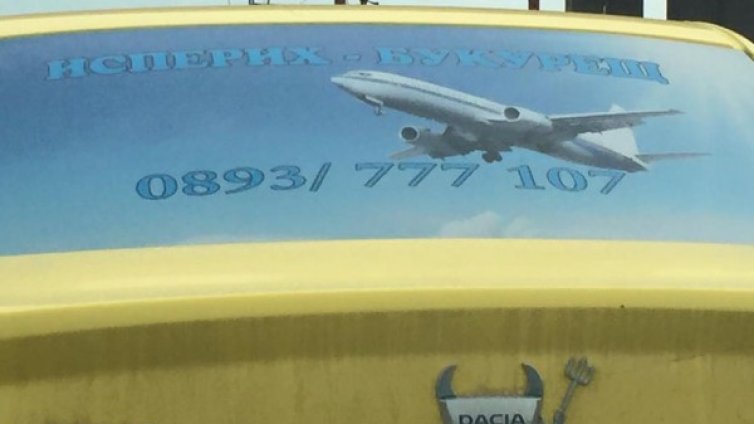 ИСПЕРИХ - БУКУРЕЩ
0893/ 777 107
DACIA